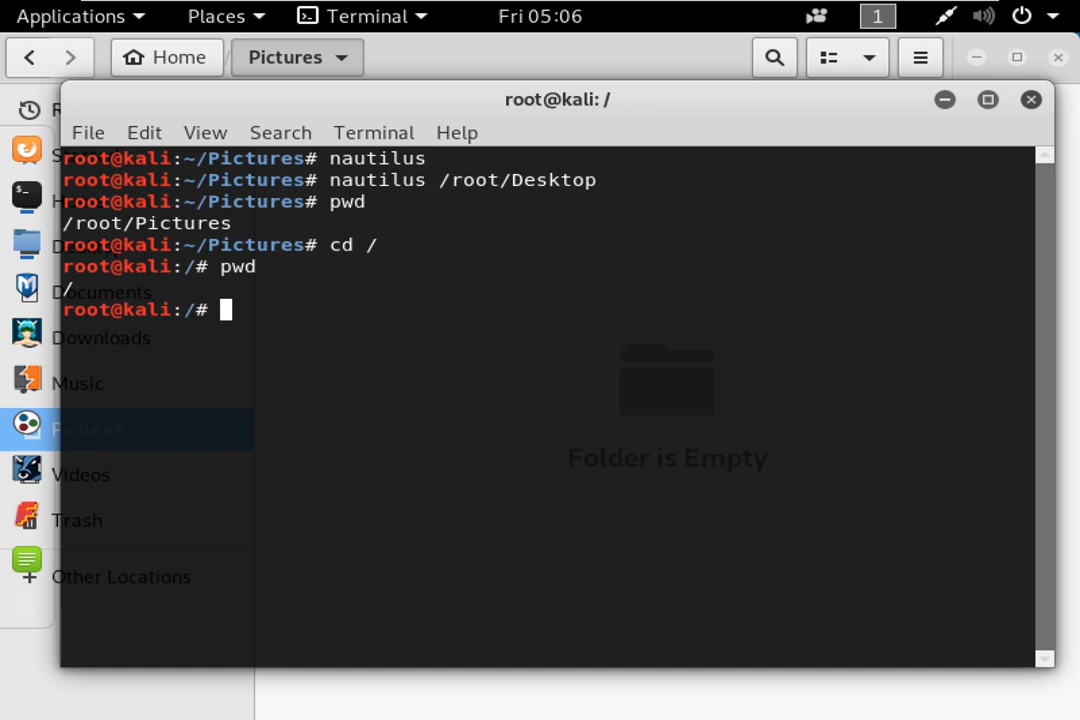 Applications Places Terminal Fri 05:06 1
Home / Pictures
root@kali: /
File Edit View Search Terminal Help
root@kali:~/Pictures# nautilus
root@kali:~/Pictures# nautilus /root/Desktop
root@kali:~/Pictures# pwd
/root/Pictures
root@kali:~/Pictures# cd /
root@kali:/# pwd
/
root@kali:/#
Documents
Downloads
Music
Pictures
Videos
Trash
+ Other Locations
Folder is Empty